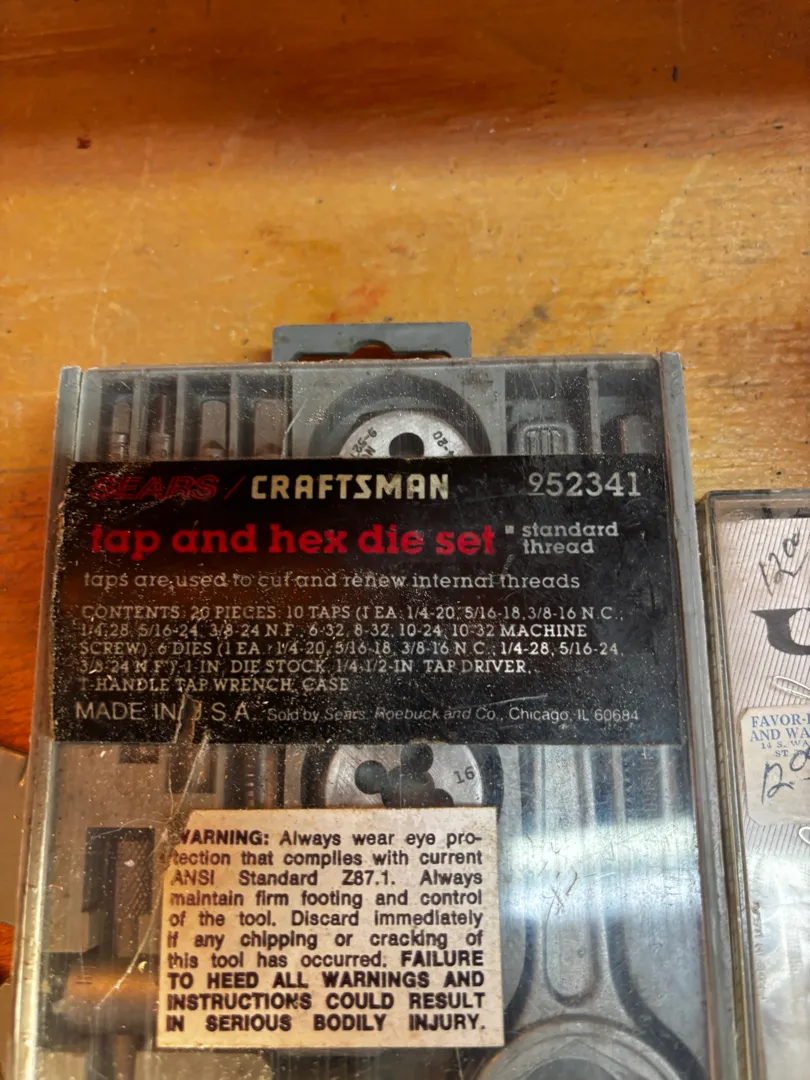 SEARS / CRAFTSMAN 952341
tap and hex die set ▪ standard
thread
taps are used to cut and renew internal threads
CONTENTS: 20 PIECES: 10 TAPS (1 EA. 1/4-20, 5/16-18, 3/8-16 N.C.,
1/4-28, 5/16-24, 3/8-24 N.F., 6-32, 8-32, 10-24, 10-32 MACHINE
SCREW), 6 DIES (1 EA. 1/4-20, 5/16-18, 3/8-16 N.C., 1/4-28, 5/16-24,
3/8-24 N.F.), 1-IN. DIE STOCK, 1/4-1/2-IN. TAP DRIVER,
T-HANDLE TAP WRENCH, CASE
MADE IN U.S.A. Sold by Sears, Roebuck and Co., Chicago, IL 60684
16
WARNING: Always wear eye pro-
tection that complies with current
ANSI Standard Z87.1. Always
maintain firm footing and control
of the tool. Discard immediately
if any chipping or cracking of
this tool has occurred. FAILURE
TO HEED ALL WARNINGS AND
INSTRUCTIONS COULD RESULT
IN SERIOUS BODILY INJURY.
1200
U
FAVOR-
AND WA
14 S. WA
ST